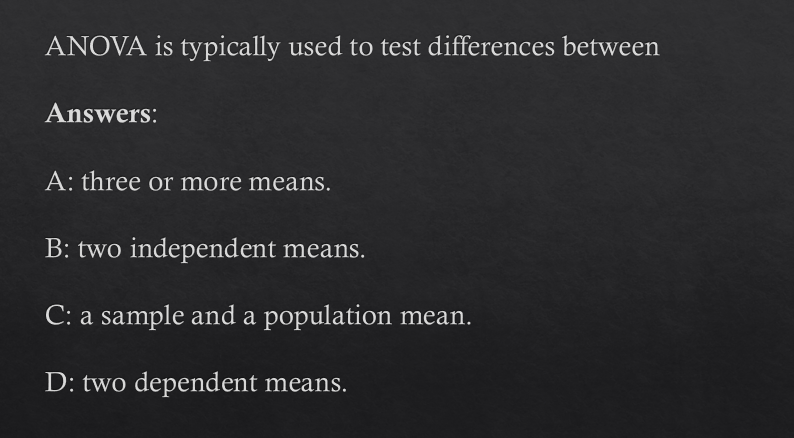 ANOVA is typically used to test differences between
Answers:
A: three or more means.
B: two independent means.
C: a sample and a population mean.
D: two dependent means.